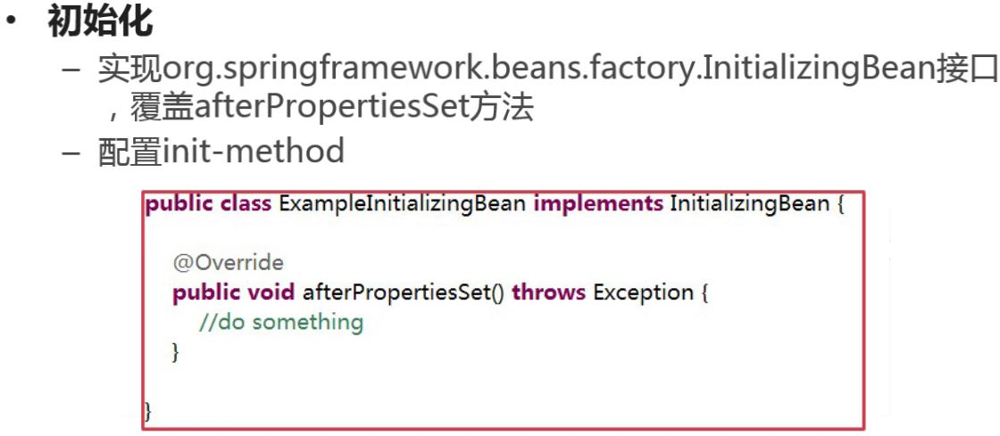 • 初始化
– 实现org.springframework.beans.factory.InitializingBean接口
，覆盖afterPropertiesSet方法
– 配置init-method
public class ExampleInitializingBean implements InitializingBean {
@Override
public void afterPropertiesSet() throws Exception {
//do something
}
}